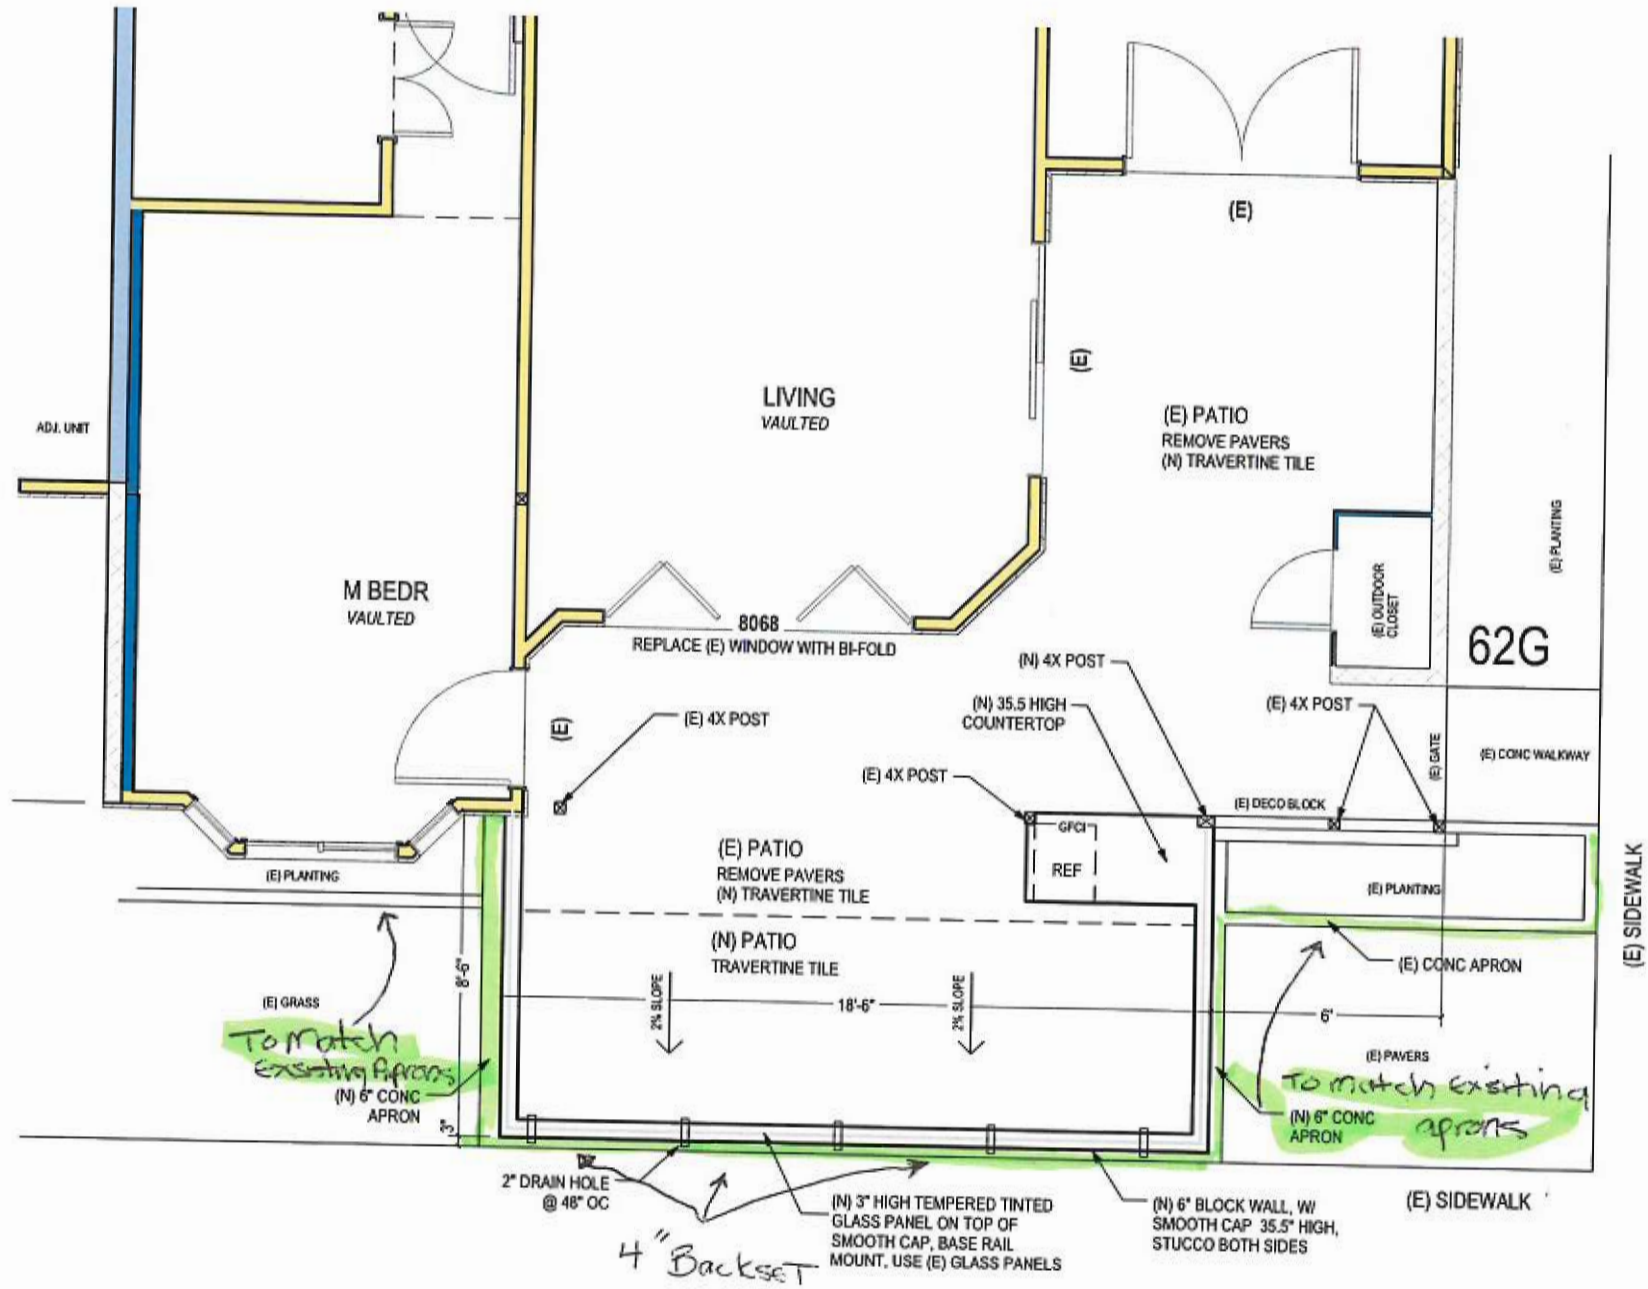 (E)
LIVING
VAULTED
(E)
(E) PATIO
REMOVE PAVERS
(N) TRAVERTINE TILE
ADJ. UNIT
(E) PLANTING
M BEDR
VAULTED
(E) OUTDOOR
CLOSET
8068
REPLACE (E) WINDOW WITH BI-FOLD
62G
(N) 4X POST
(E)
(E) 4X POST
(N) 35.5 HIGH
COUNTERTOP
(E) 4X POST
(E) GATE
(E) CONC WALKWAY
(E) 4X POST
(E) DECO BLOCK
GFCI
REF
(E) PATIO
REMOVE PAVERS
(N) TRAVERTINE TILE
(E) PLANTING
(E) PLANTING
(E) SIDEWALK
(N) PATIO
TRAVERTINE TILE
(E) CONC APRON
8'-6"
2% SLOPE
18'-6"
2% SLOPE
6'
(E) GRASS
To Match
Exsisting Aprons
(N) 6" CONC
APRON
3"
(E) PAVERS
To match Existing
aprons
(N) 6" CONC
APRON
2" DRAIN HOLE
@ 48" OC
(N) 3" HIGH TEMPERED TINTED
GLASS PANEL ON TOP OF
SMOOTH CAP, BASE RAIL
MOUNT, USE (E) GLASS PANELS
(N) 6" BLOCK WALL, W/
SMOOTH CAP 35.5" HIGH,
STUCCO BOTH SIDES
(E) SIDEWALK
4" BackseT